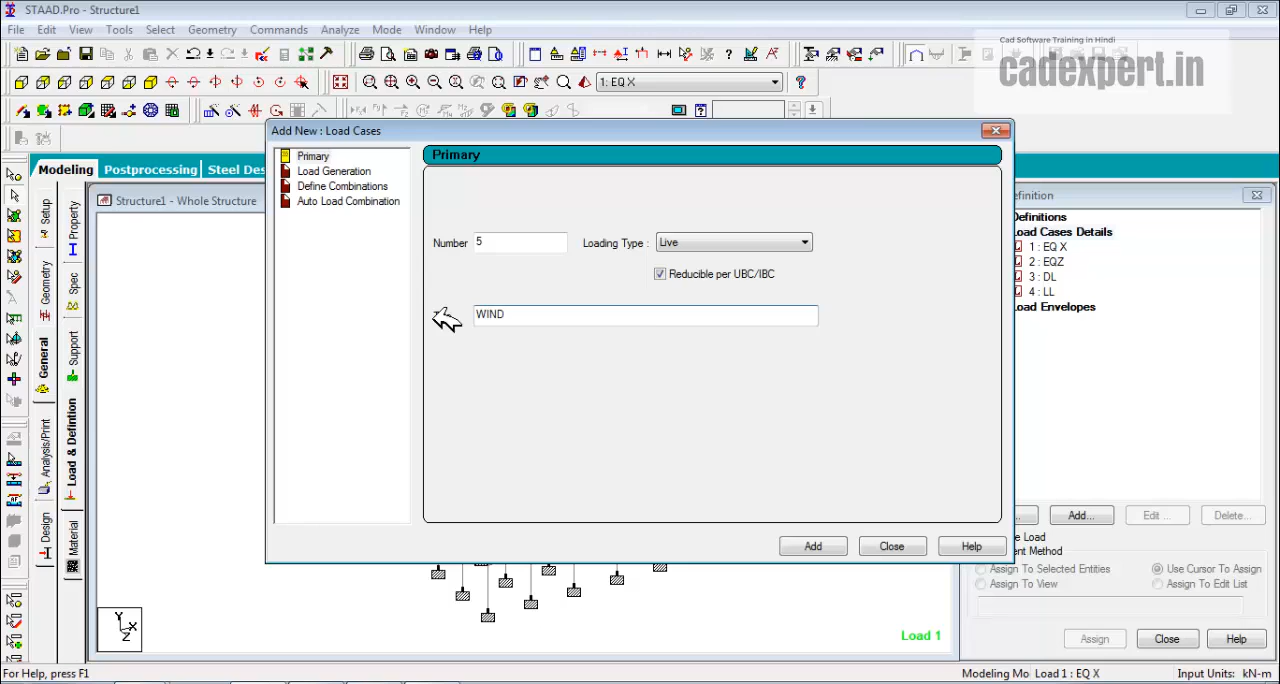 STAAD.Pro - Structure1
File Edit View Tools Select Geometry Commands Analyze Mode Window Help
Cad Software Training in Hindi
cadexpert.in
1: EQ X
Add New : Load Cases
Primary
Load Generation
Define Combinations
Auto Load Combination
Primary
Number 5 Loading Type : Live
Reducible per UBC/IBC
WIND
Add Close Help
Modeling Postprocessing Steel Des
Structure1 - Whole Structure
Setup
Geometry
General
Analysis/Print
Design
Property
Spec
Support
Load & Definition
Material
efinition
Definitions
Load Cases Details
1 : EQ X
2 : EQZ
3 : DL
4 : LL
Load Envelopes
... Add... Edit ... Delete...
e Load
ent Method
Assign To Selected Entities Use Cursor To Assign
Assign To View Assign To Edit List
Assign Close Help
Y
X
Z
Load 1
For Help, press F1 Modeling Mo Load 1 : EQ X Input Units: kN-m